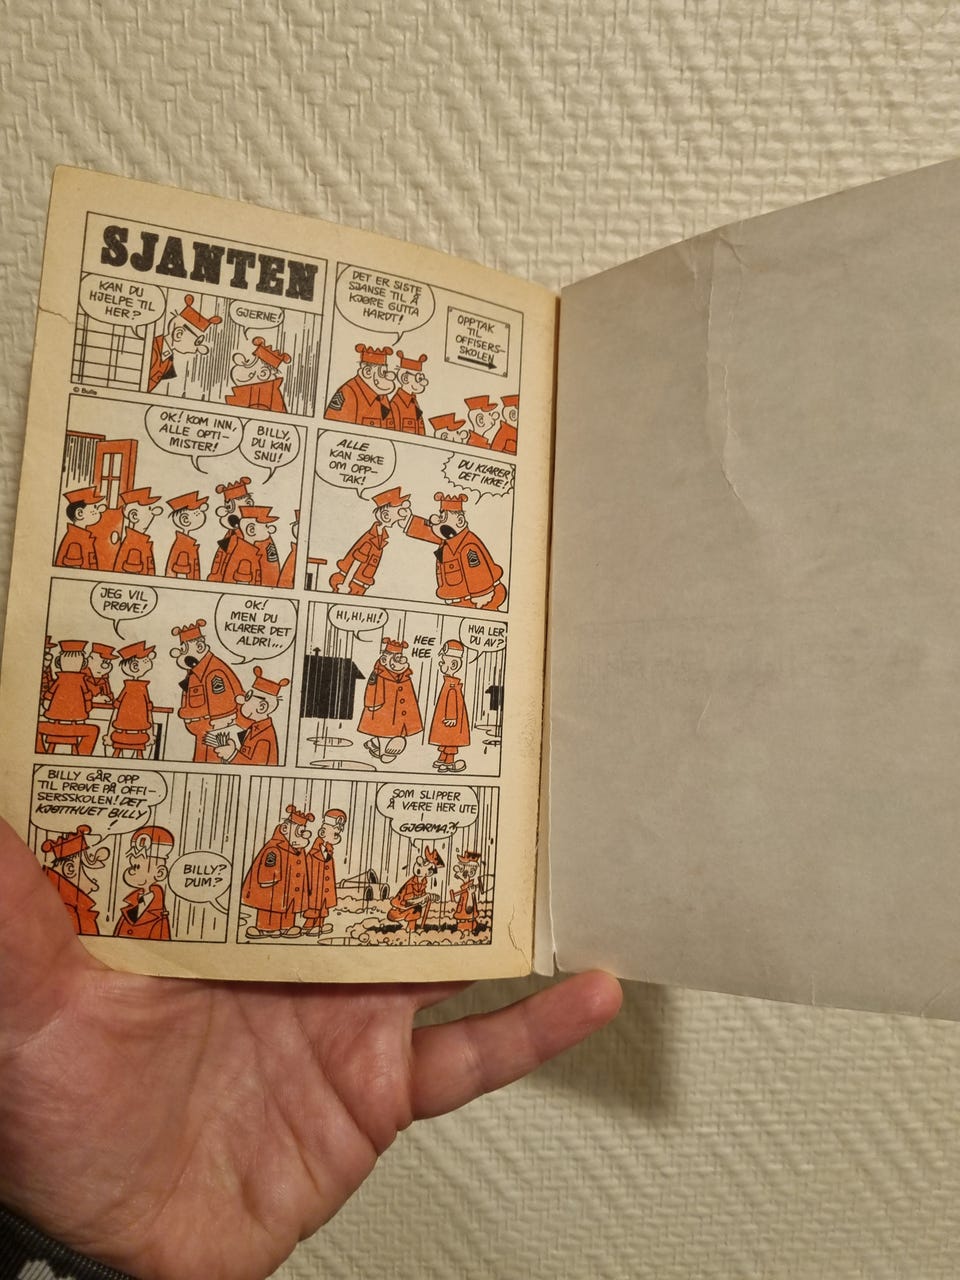 SJANTEN
KAN DU
HJELPE TIL
HER?
GJERNE!
© Bulls
DET ER SISTE
SJANSE TIL Å
KJØRE GUTTA
HARDT!
OPPTAK
TIL
OFFISERS-
SKOLEN
OK! KOM INN,
ALLE OPTI-
MISTER!
BILLY,
DU KAN
SNU!
ALLE
KAN SØKE
OM OPP-
TAK!
DU KLARER
DET IKKE!
JEG VIL
PRØVE!
OK!
MEN DU
KLARER DET
ALDRI...
HI, HI, HI!
HEE
HEE
HVA LER
DU AV?
BILLY GÅR OPP
TIL PRØVE PÅ OFFI-
SERSSKOLEN! DET
KJØTTHUET BILLY
!
BILLY?
DUM?
SOM SLIPPER
Å VÆRE HER UTE
I
GJØRMA?!